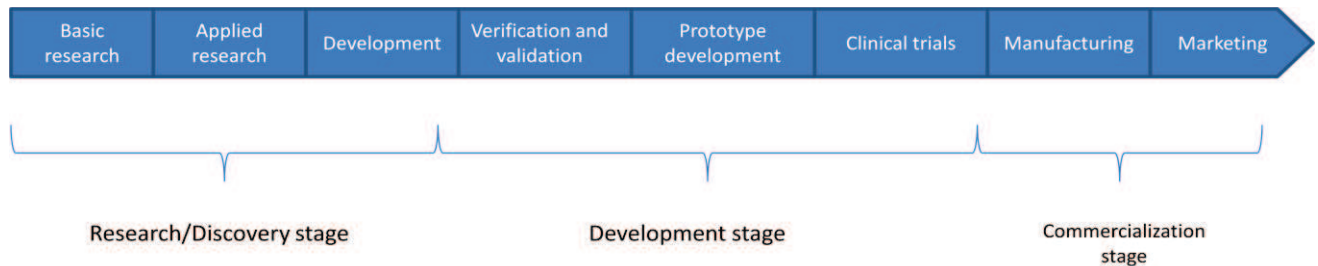 Basic
research
Applied
research
Development
Verification and
validation
Prototype
development
Clinical trials
Manufacturing
Marketing
Research/Discovery stage
Development stage
Commercialization
stage